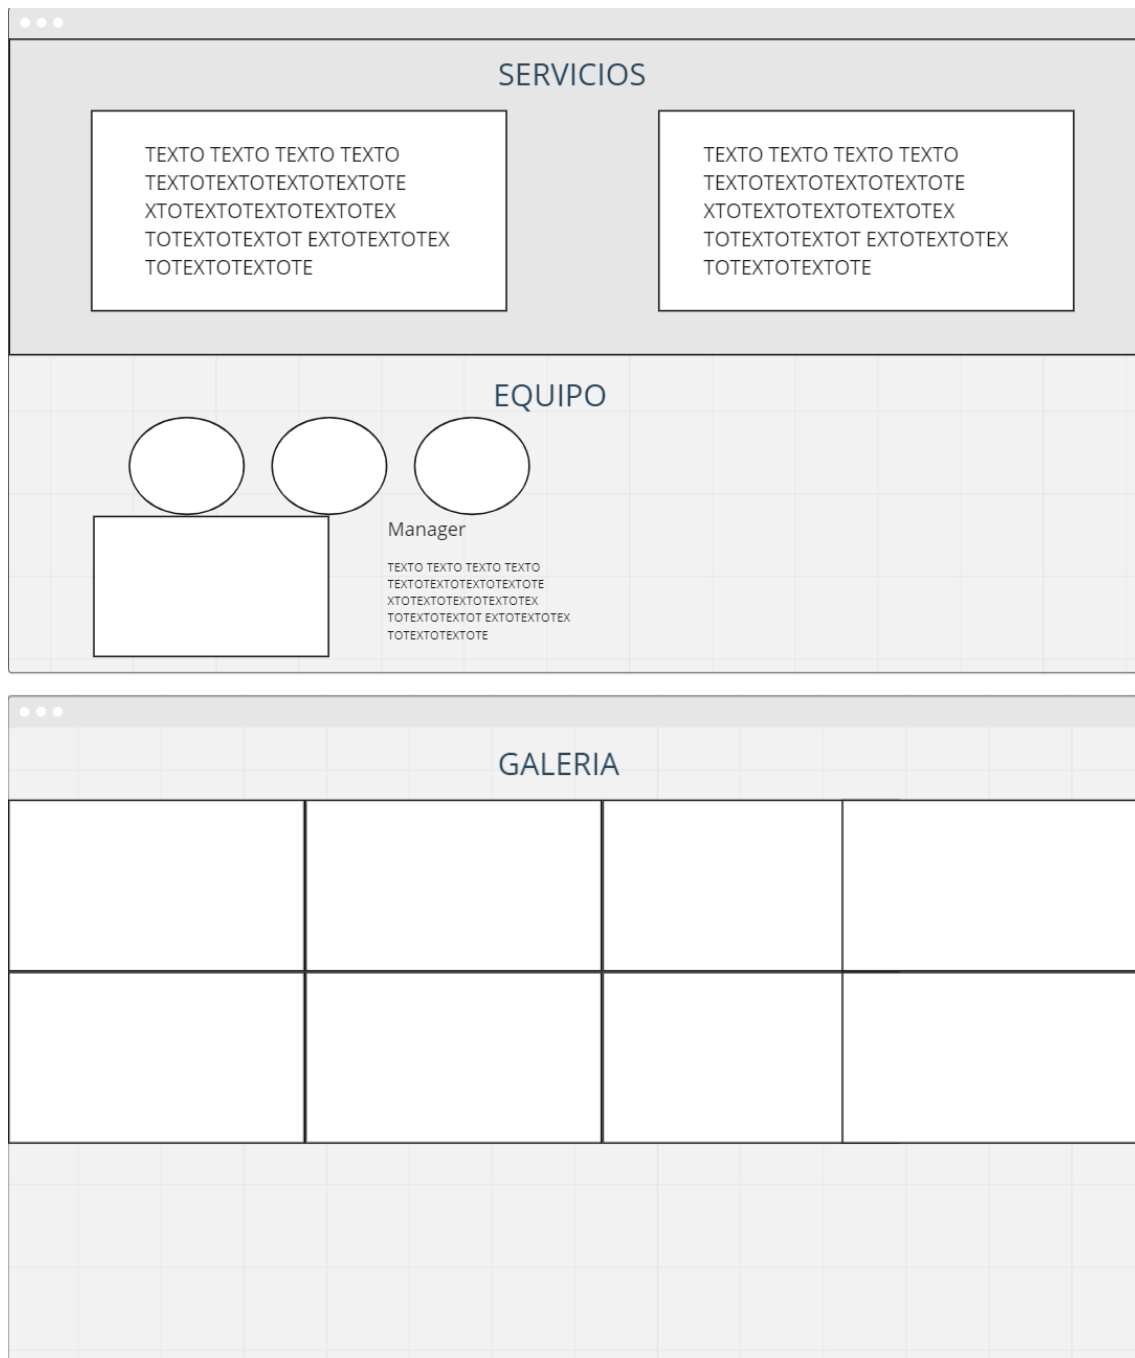 SERVICIOS
TEXTO TEXTO TEXTO TEXTO
TEXTOTEXTOTEXTOTEXTOTE
XTOTEXTOTEXTOTEXTOTEX
TOTEXTOTEXTOT EXTOTEXTOTEX
TOTEXTOTEXTOTE
TEXTO TEXTO TEXTO TEXTO
TEXTOTEXTOTEXTOTEXTOTE
XTOTEXTOTEXTOTEXTOTEX
TOTEXTOTEXTOT EXTOTEXTOTEX
TOTEXTOTEXTOTE
EQUIPO
Manager
TEXTO TEXTO TEXTO TEXTO
TEXTOTEXTOTEXTOTEXTOTE
XTOTEXTOTEXTOTEXTOTEX
TOTEXTOTEXTOT EXTOTEXTOTEX
TOTEXTOTEXTOTE
GALERIA